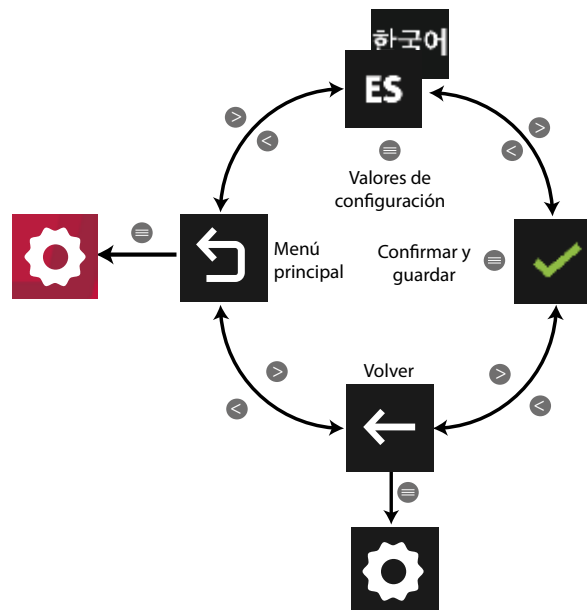 한국어
ES
Valores de
configuración
Menú
principal
Confirmar y
guardar
Volver